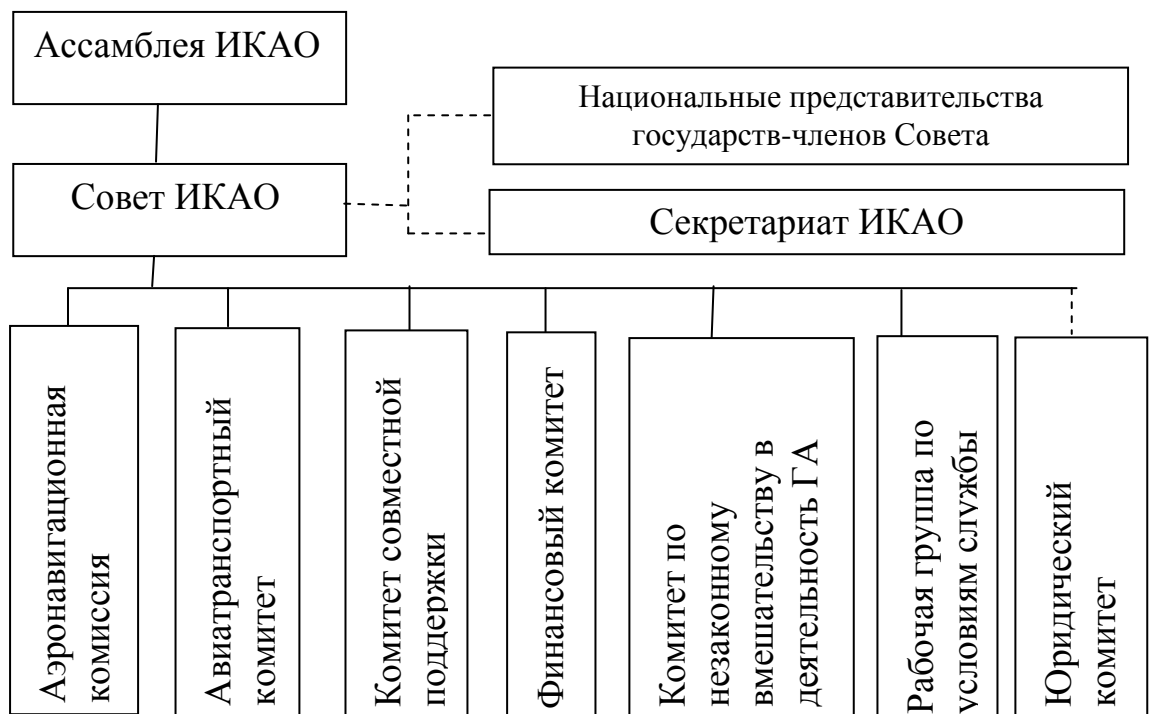 Ассамблея ИКАО
Национальные представительства
государств-членов Совета
Совет ИКАО
Секретариат ИКАО
Аэронавигационная
комиссия
Авиатранспортный
комитет
Комитет совместной
поддержки
Финансовый комитет
Комитет по
незаконному
вмешательству в
деятельность ГА
Рабочая группа по
условиям службы
Юридический
комитет